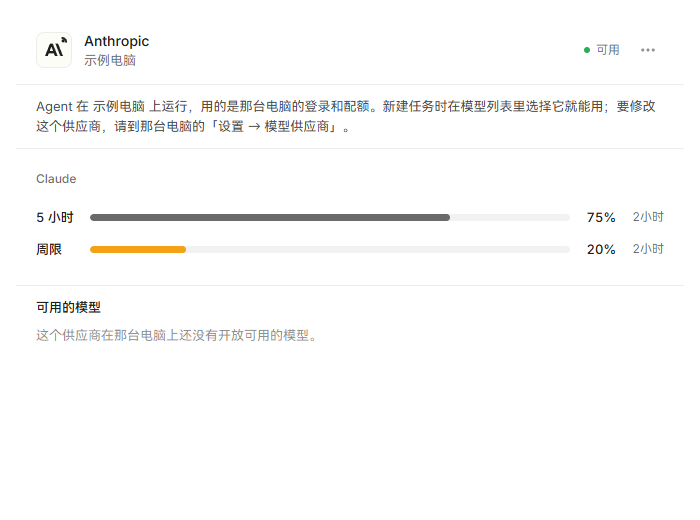 Anthropic
示例电脑
可用
Agent 在 示例电脑 上运行，用的是那台电脑的登录和配额。新建任务时在模型列表里选择它就能用；要修改
这个供应商，请到那台电脑的「设置 → 模型供应商」。
Claude
5 小时 75% 2小时
周限 20% 2小时
可用的模型
这个供应商在那台电脑上还没有开放可用的模型。